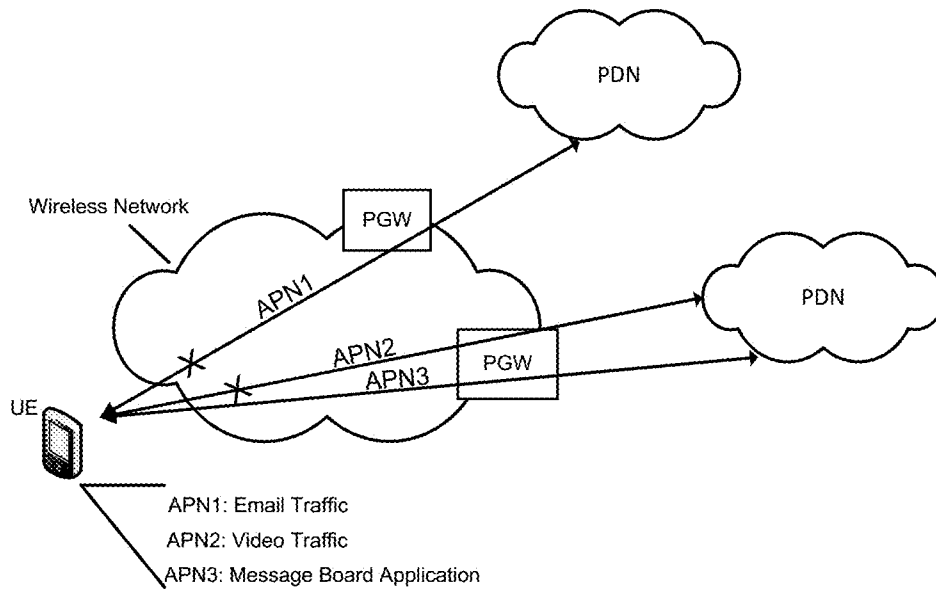 PDN
Wireless Network
PGW
APN1
PDN
APN2
PGW
APN3
UE
APN1: Email Traffic
APN2: Video Traffic
APN3: Message Board Application